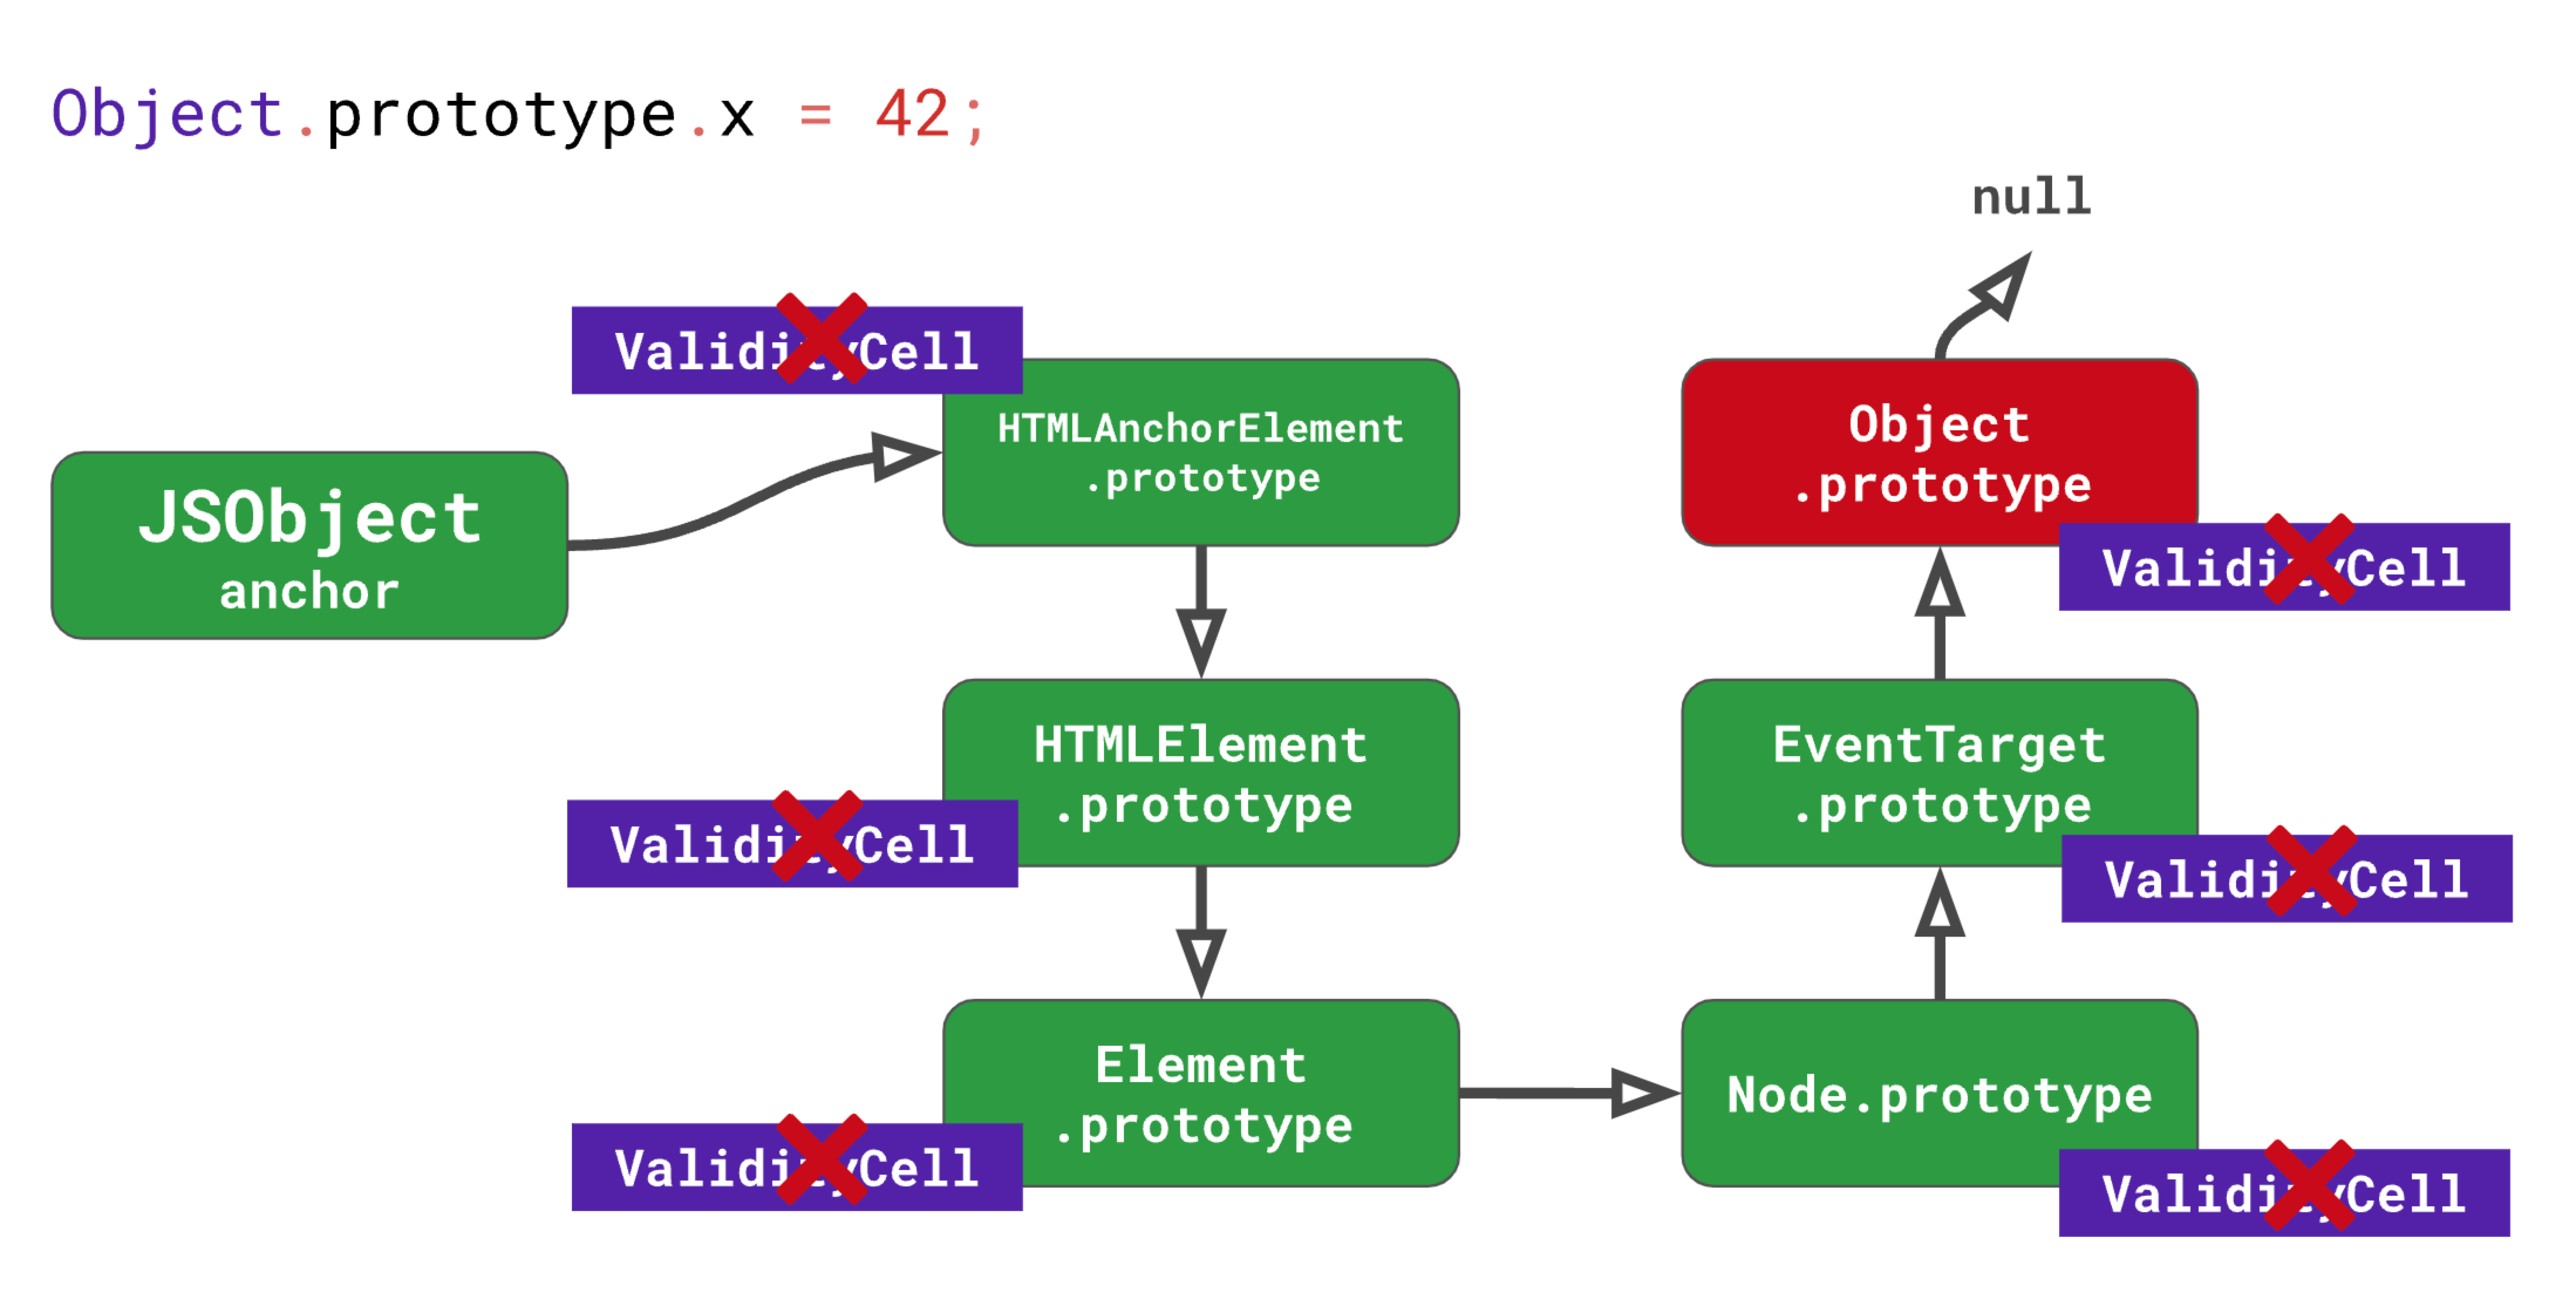 Object.prototype.x = 42;
null
ValidityCell
HTMLAnchorElement
.prototype
Object
.prototype
JSObject
anchor
ValidityCell
HTMLElement
.prototype
EventTarget
.prototype
ValidityCell
ValidityCell
Element
.prototype
Node.prototype
ValidityCell
ValidityCell